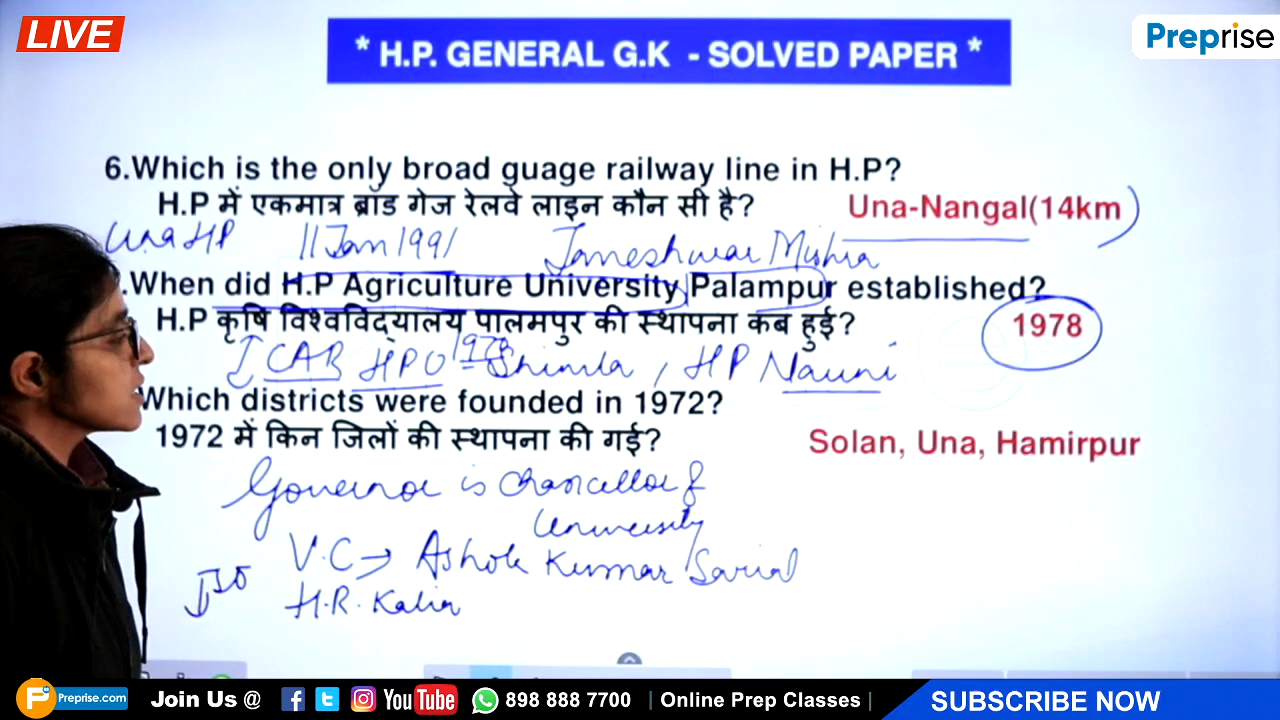 LIVE
* H.P. GENERAL G.K - SOLVED PAPER *
Preprise
6.Which is the only broad guage railway line in H.P?
H.P में एकमात्र ब्रॉड गेज रेलवे लाइन कौन सी है? Una-Nangal(14km)
Una HP 11 Jan 1991 Janeshwar Mishra
.When did H.P Agriculture University Palampur established?
H.P कृषि विश्वविद्यालय पालमपुर की स्थापना कब हुई? 1978
ICAR HPU 1970 Shimla, HP Nauni
Which districts were founded in 1972?
1972 में किन जिलों की स्थापना की गई? Solan, Una, Hamirpur
Governor is chancellor of
University
V.C → Ashok Kumar Sarial
H.R. Kalia
Preprise.com Join Us @ YouTube 898 888 7700 | Online Prep Classes | SUBSCRIBE NOW